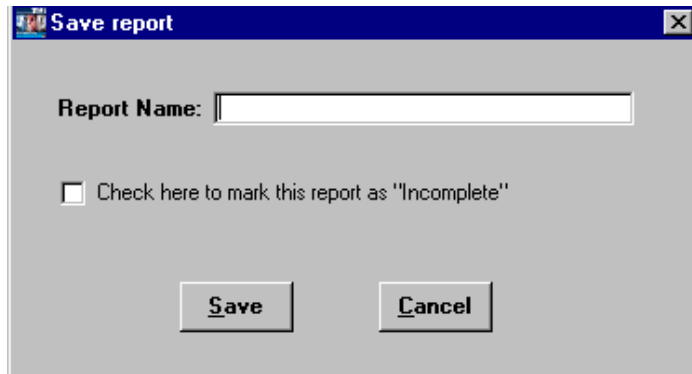 Save report
Report Name:
Check here to mark this report as "Incomplete"
Save Cancel